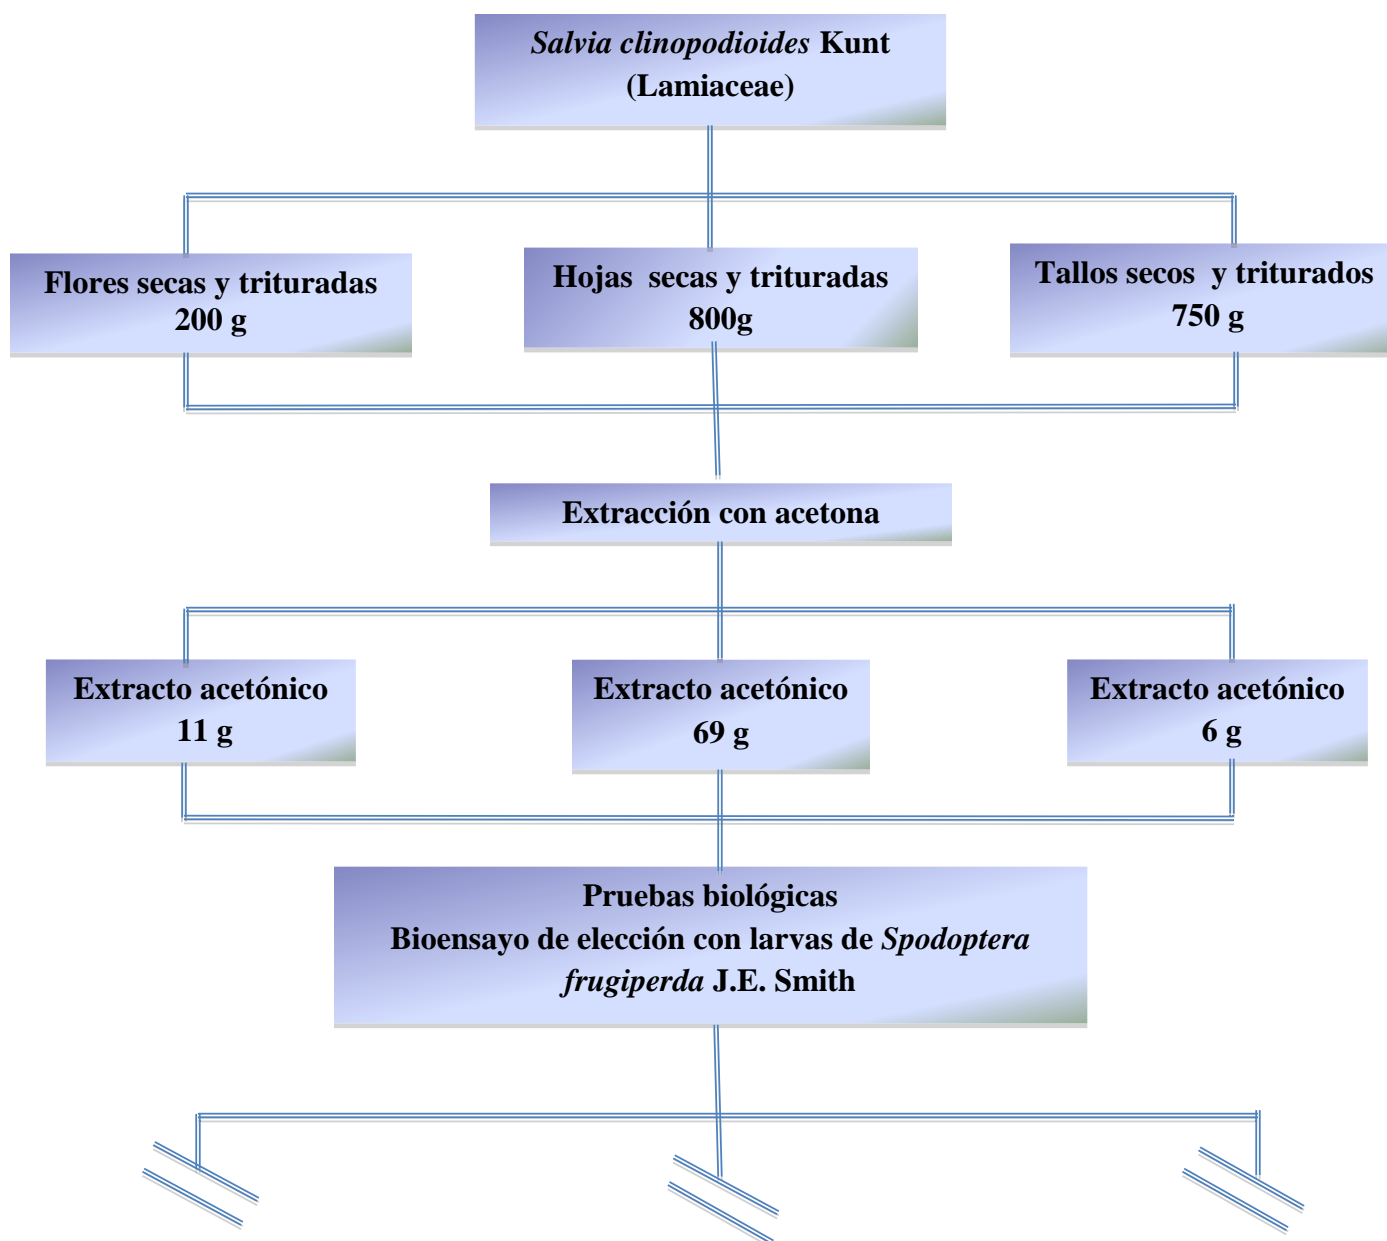 Salvia clinopodioides Kunt
(Lamiaceae)
Flores secas y trituradas
200 g
Hojas secas y trituradas
800g
Tallos secos y triturados
750 g
Extracción con acetona
Extracto acetónico
11 g
Extracto acetónico
69 g
Extracto acetónico
6 g
Pruebas biológicas
Bioensayo de elección con larvas de Spodoptera
frugiperda J.E. Smith